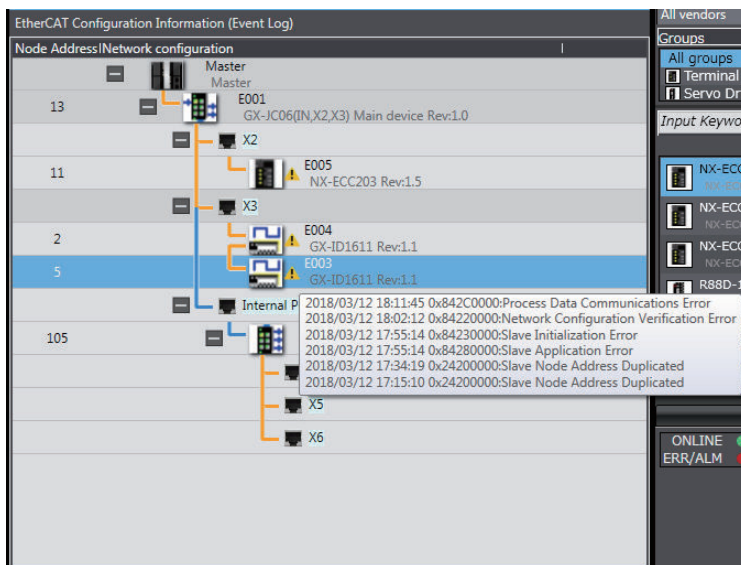 EtherCAT Configuration Information (Event Log)
Node Address|Network configuration
Master
Master
13 E001
GX-JC06(IN,X2,X3) Main device Rev:1.0
X2
11 E005
NX-ECC203 Rev:1.5
X3
2 E004
GX-ID1611 Rev:1.1
5 E003
GX-ID1611 Rev:1.1
Internal P
105
X5
X6
2018/03/12 18:11:45 0x842C0000:Process Data Communications Error
2018/03/12 18:02:12 0x84220000:Network Configuration Verification Error
2018/03/12 17:55:14 0x84230000:Slave Initialization Error
2018/03/12 17:55:14 0x84280000:Slave Application Error
2018/03/12 17:34:19 0x24200000:Slave Node Address Duplicated
2018/03/12 17:15:10 0x24200000:Slave Node Address Duplicated
All vendors
Groups
All groups
Terminal
Servo Dr
Input Keywo
NX-ECC
NX-ECC
NX-ECC
NX-ECC
NX-ECC
R88D-1
ONLINE
ERR/ALM